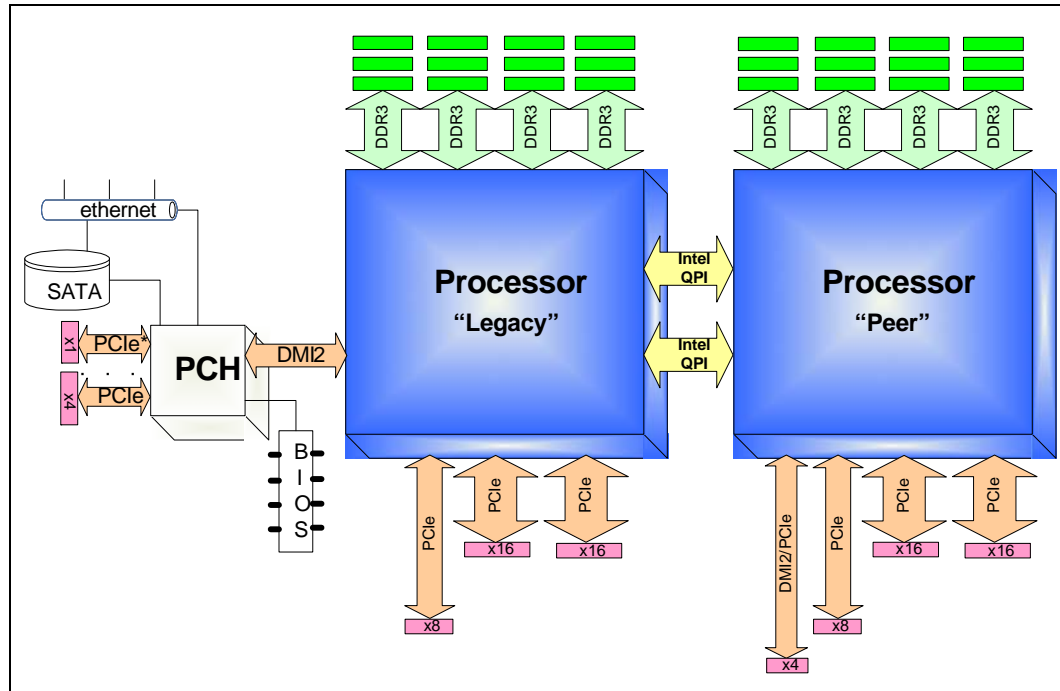 DDR3
DDR3
DDR3
DDR3
DDR3
DDR3
DDR3
DDR3
ethernet
SATA
x1
PCIe*
. . .
x4
PCIe
PCH
DMI2
BIOS
Processor
“Legacy”
Intel
QPI
Intel
QPI
Processor
“Peer”
PCIe
x8
PCIe
x16
PCIe
x16
DMI2/PCIe
x4
PCIe
x8
PCIe
x16
PCIe
x16